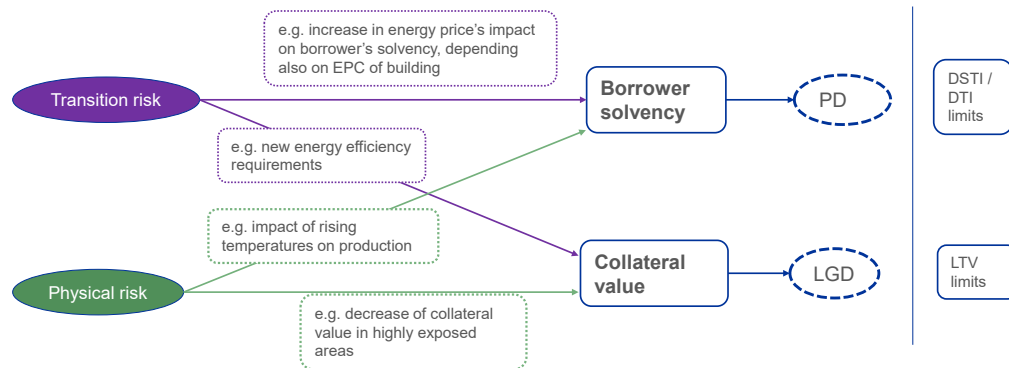 e.g. increase in energy price's impact
on borrower's solvency, depending
also on EPC of building
Transition risk
Borrower
solvency
PD
DSTI /
DTI
limits
e.g. new energy efficiency
requirements
e.g. impact of rising
temperatures on production
Physical risk
Collateral
value
LGD
LTV
limits
e.g. decrease of collateral
value in highly exposed
areas